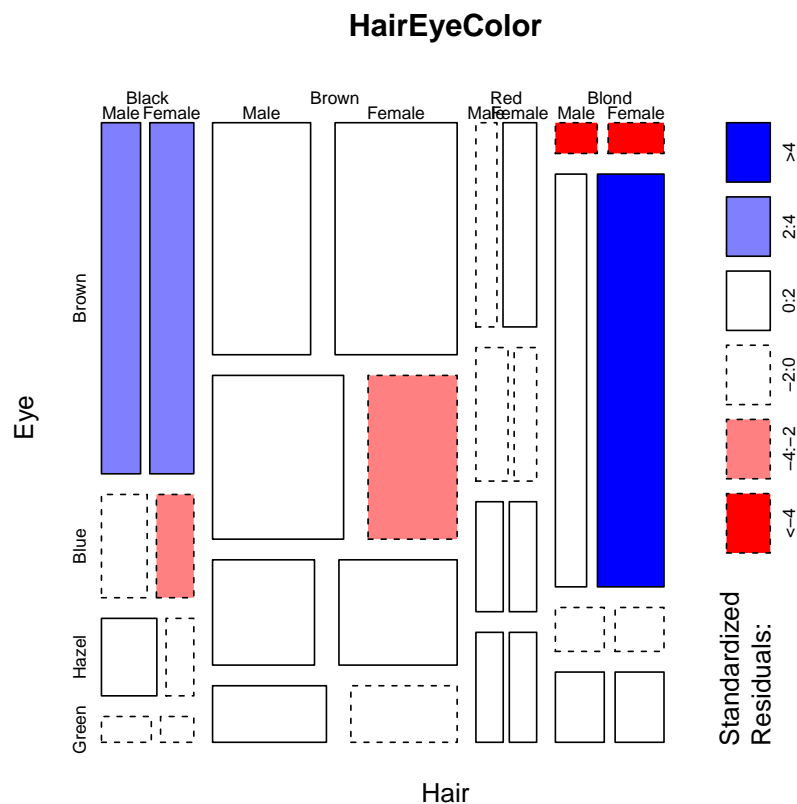 HairEyeColor
Black Brown Red Blond
Male Female Male Female Male Female Male Female
Brown
Blue
Hazel
Green
Eye
Hair
>4
2:4
0:2
−2:0
−4:−2
<−4
Standardized
Residuals: